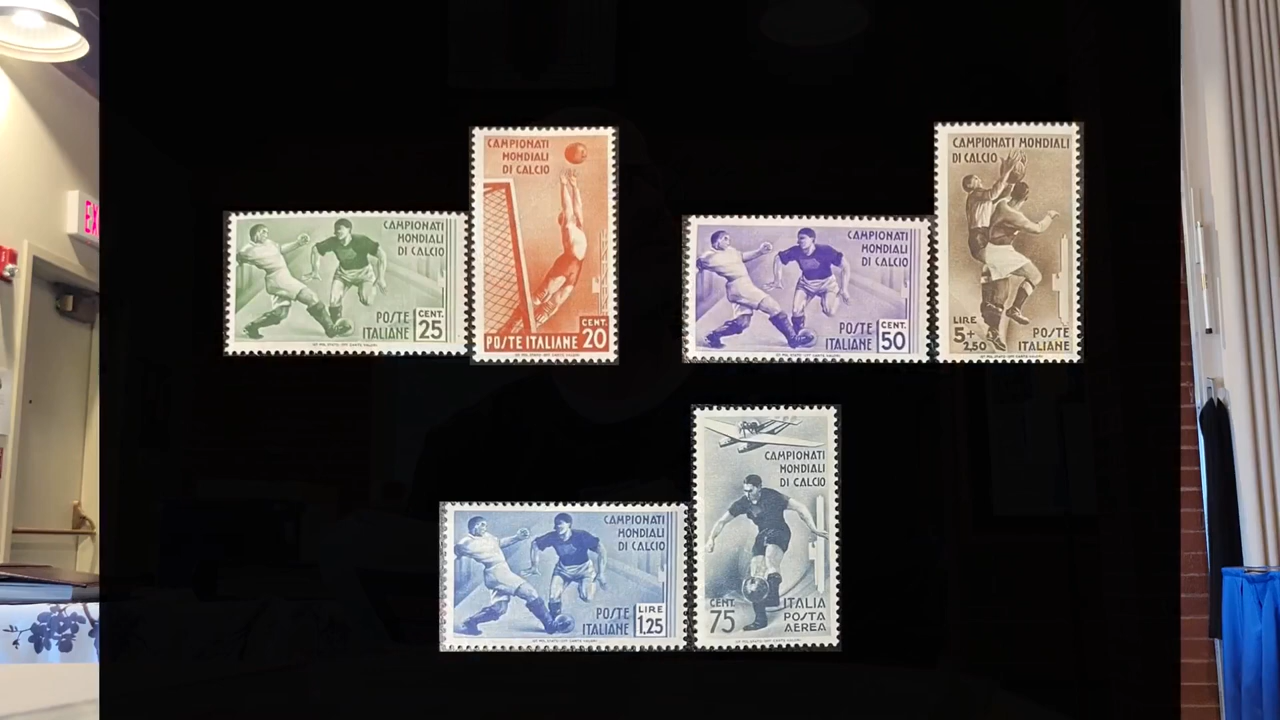 EX
CAMPIONATI
MONDIALI
DI CALCIO
POSTE
ITALIANE
CENT.
25
CAMPIONATI
MONDIALI
DI CALCIO
POSTE ITALIANE
CENT.
20
CAMPIONATI
MONDIALI
DI CALCIO
POSTE
ITALIANE
CENT.
50
CAMPIONATI MONDIALI
DI CALCIO
LIRE
5+
2,50
POSTE
ITALIANE
CAMPIONATI
MONDIALI
DI CALCIO
POSTE
ITALIANE
LIRE
1,25
CAMPIONATI
MONDIALI
DI CALCIO
CENT.
75
ITALIA
POSTA
AEREA